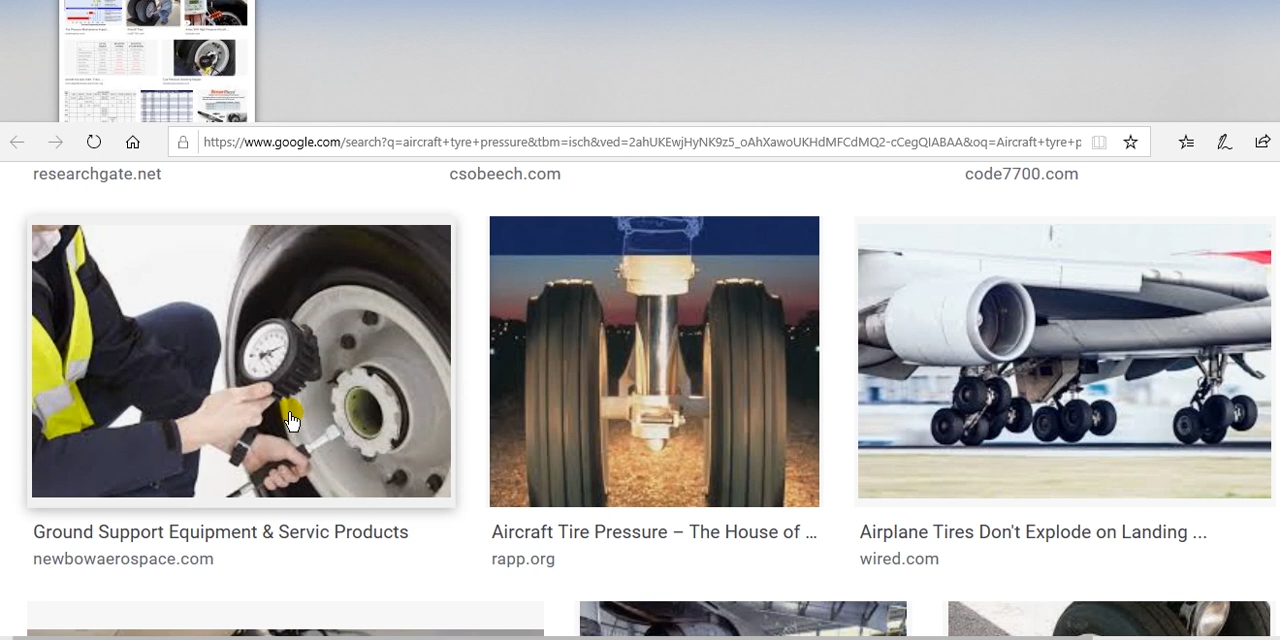 https://www.google.com/search?q=aircraft+tyre+pressure&tbm=isch&ved=2ahUKEwjHyNK9z5_oAhXawoUKHdMFCdMQ2-cCegQIABAA&oq=Aircraft+tyre+p
researchgate.net
csobeech.com
code7700.com
Ground Support Equipment & Servic Products
newbowaerospace.com
Aircraft Tire Pressure – The House of ...
rapp.org
Airplane Tires Don't Explode on Landing ...
wired.com